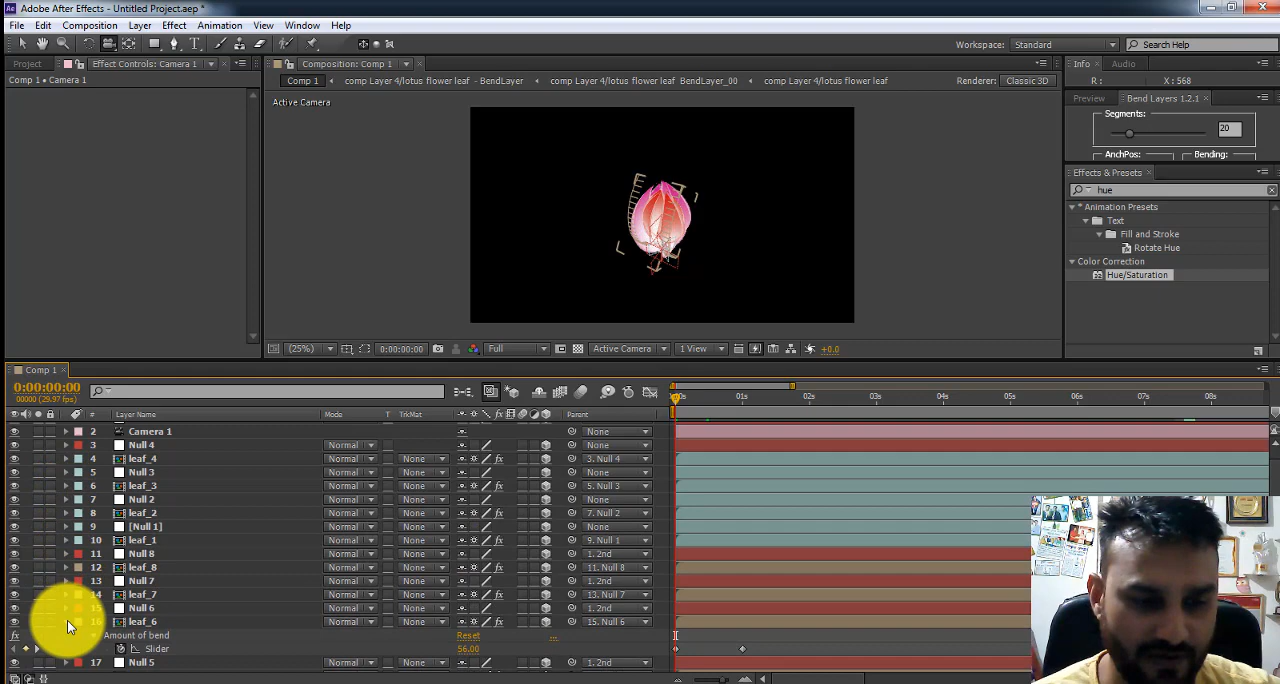 Adobe After Effects - Untitled Project.aep *
File Edit Composition Layer Effect Animation View Window Help
Workspace: Standard Search Help
Project Effect Controls: Camera 1 Composition: Comp 1 Info Audio
Comp 1 • Camera 1
Comp 1 comp Layer 4/lotus flower leaf - BendLayer comp Layer 4/lotus flower leaf BendLayer_00 comp Layer 4/lotus flower leaf Renderer: Classic 3D
R : X : 568
Active Camera
Preview Bend Layers 1.2.1
Segments:
20
AnchPos: Bending:
Effects & Presets
hue
* Animation Presets
Text
Fill and Stroke
Rotate Hue
Color Correction
Hue/Saturation
(25%) 0:00:00:00 Full Active Camera 1 View +0.0
Comp 1
0:00:00:00
00000 (29.97 fps)
01s 02s 03s 04s 05s 06s 07s 08s
# Layer Name Mode T TrkMat Parent
2 Camera 1 None
3 Null 4 Normal None
4 leaf_4 Normal None 3. Null 4
5 Null 3 Normal None None
6 leaf_3 Normal None 5. Null 3
7 Null 2 Normal None None
8 leaf_2 Normal None 7. Null 2
9 [Null 1] Normal None None
10 leaf_1 Normal None 9. Null 1
11 Null 8 Normal None 1. 2nd
12 leaf_8 Normal None 11. Null 8
13 Null 7 Normal None 1. 2nd
14 leaf_7 Normal None 13. Null 7
15 Null 6 Normal None 1. 2nd
16 leaf_6 Normal None 15. Null 6
fx Amount of bend Reset ...
Slider 56.00
17 Null 5 Normal None 1. 2nd